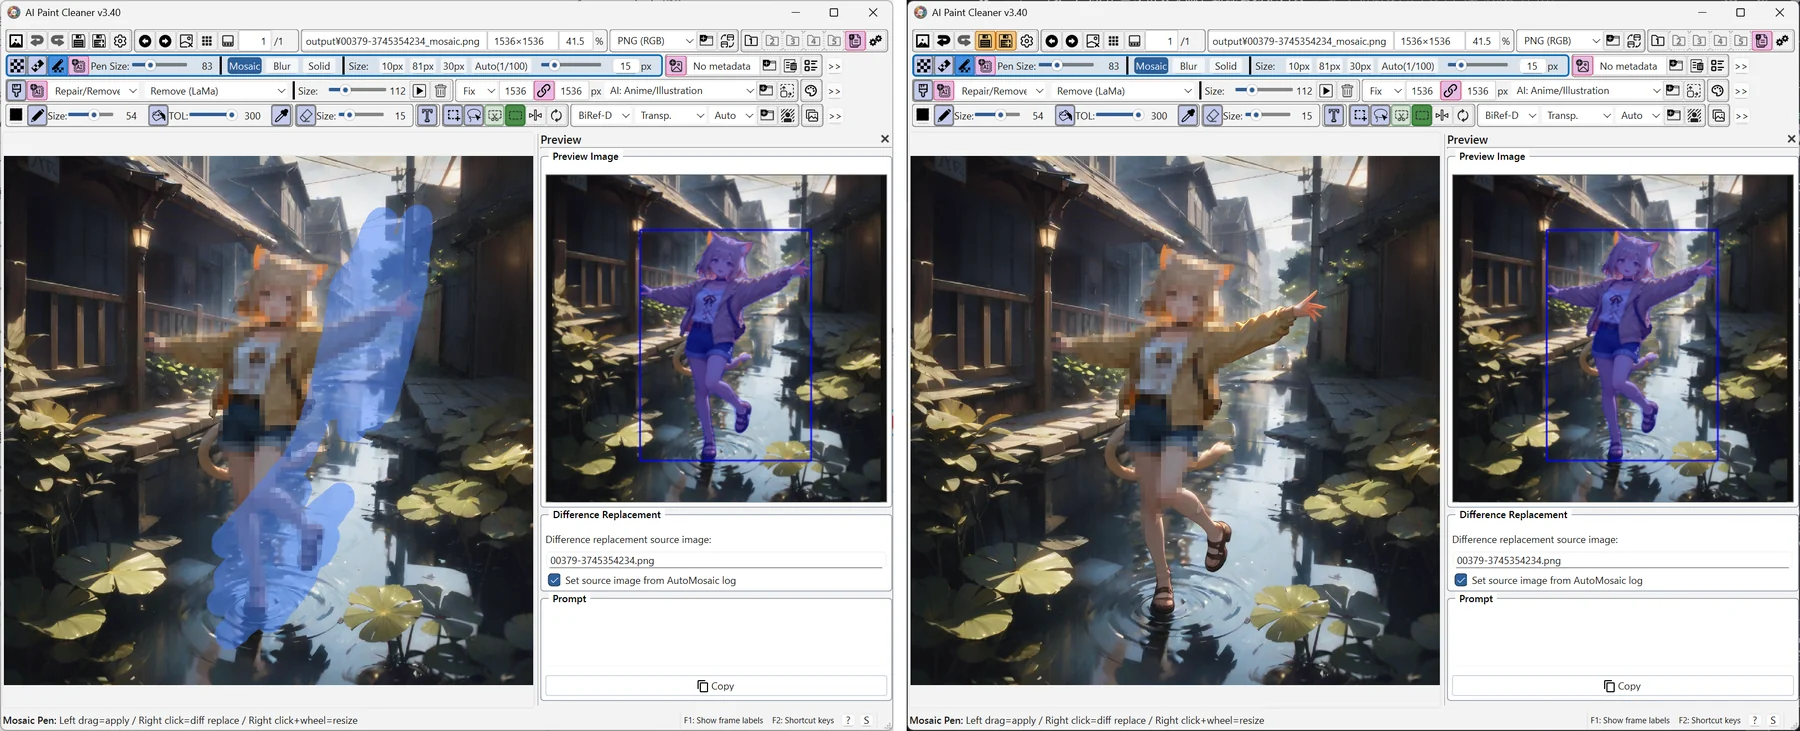 AI Paint Cleaner v3.40
1 /1 output¥00379-3745354234_mosaic.png 1536×1536 41.5 % PNG (RGB) 1 2 3 4 5
Pen Size: 83 Mosaic Blur Solid Size: 10px 81px 30px Auto(1/100) 15 px No metadata >>
Repair/Remove Remove (LaMa) Size: 112 Fix 1536 1536 px AI: Anime/Illustration >>
Size: 54 TOL: 300 Size: 15 T BiRef-D Transp. Auto >>
Preview
Preview Image
Difference Replacement
Difference replacement source image:
00379-3745354234.png
Set source image from AutoMosaic log
Prompt
Copy
Mosaic Pen: Left drag=apply / Right click=diff replace / Right click+wheel=resize F1: Show frame labels F2: Shortcut keys ? S
AI Paint Cleaner v3.40
1 /1 output¥00379-3745354234_mosaic.png 1536×1536 41.5 % PNG (RGB) 1 2 3 4 5
Pen Size: 83 Mosaic Blur Solid Size: 10px 81px 30px Auto(1/100) 15 px No metadata >>
Repair/Remove Remove (LaMa) Size: 112 Fix 1536 1536 px AI: Anime/Illustration >>
Size: 54 TOL: 300 Size: 15 T BiRef-D Transp. Auto >>
Preview
Preview Image
Difference Replacement
Difference replacement source image:
00379-3745354234.png
Set source image from AutoMosaic log
Prompt
Copy
Mosaic Pen: Left drag=apply / Right click=diff replace / Right click+wheel=resize F1: Show frame labels F2: Shortcut keys ? S